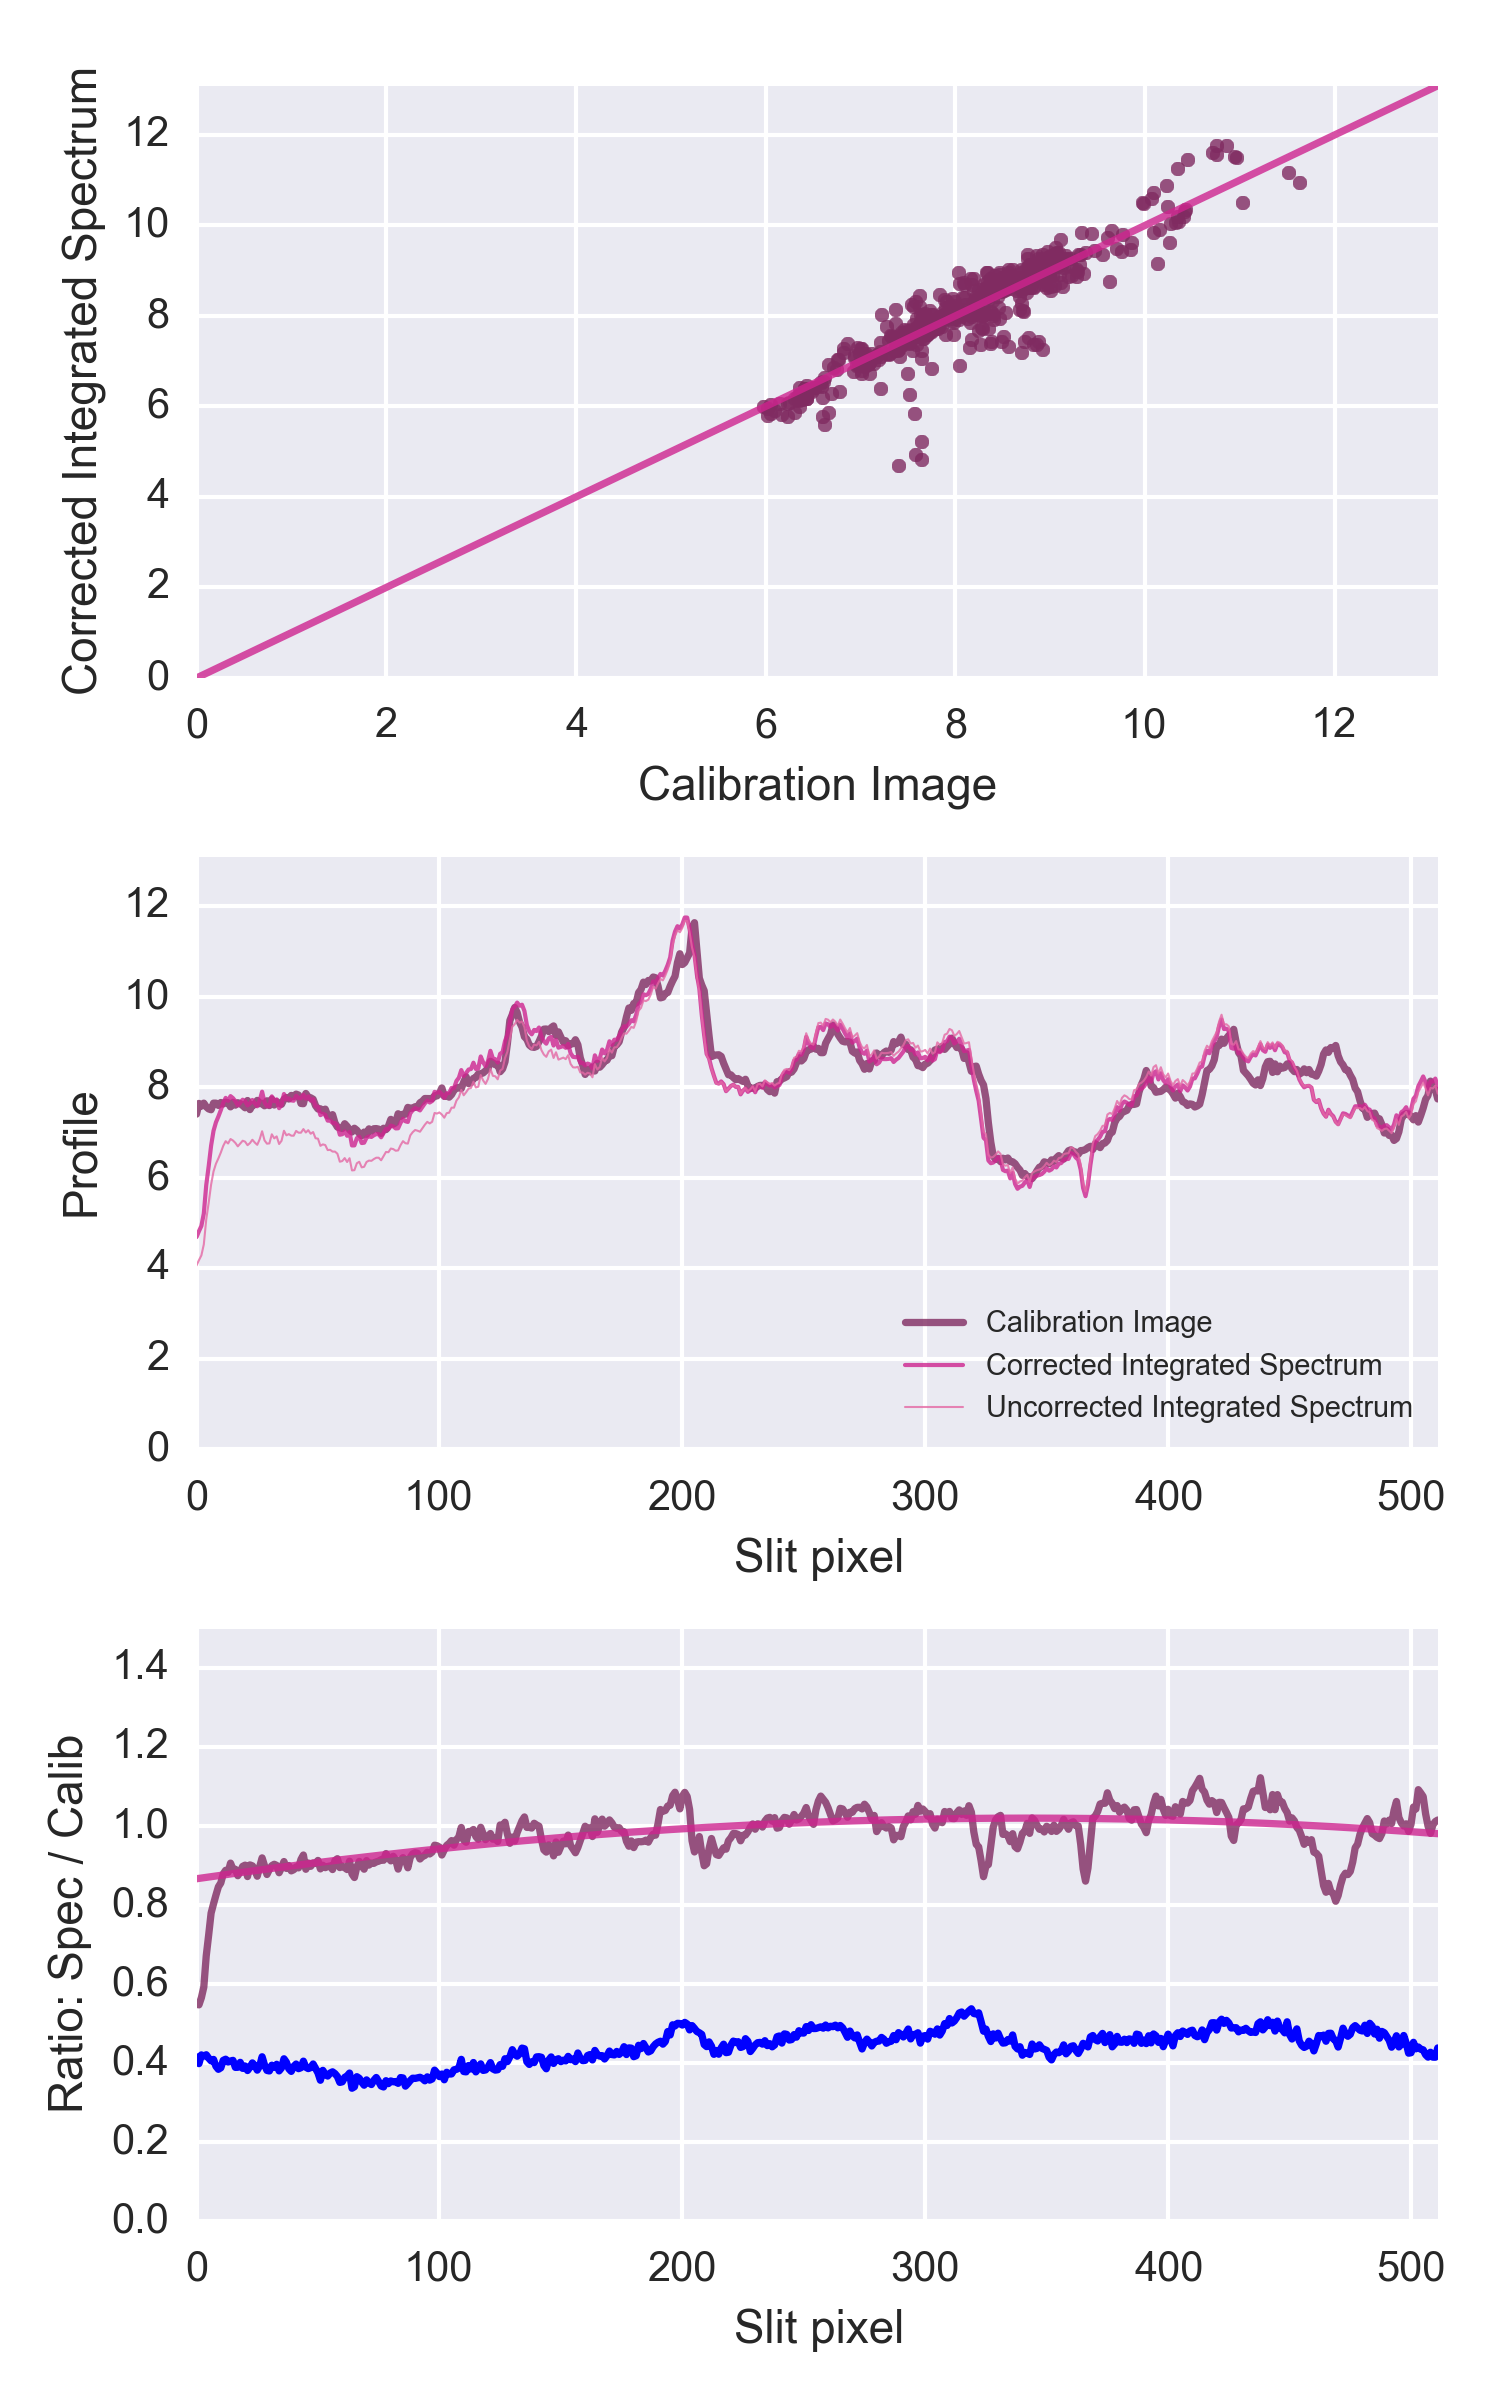 Corrected Integrated Spectrum
12
10
8
6
4
2
0
0 2 4 6 8 10 12
Calibration Image
Profile
12
10
8
6
4
2
0
Calibration Image
Corrected Integrated Spectrum
Uncorrected Integrated Spectrum
0 100 200 300 400 500
Slit pixel
Ratio: Spec / Calib
1.4
1.2
1.0
0.8
0.6
0.4
0.2
0.0
0 100 200 300 400 500
Slit pixel